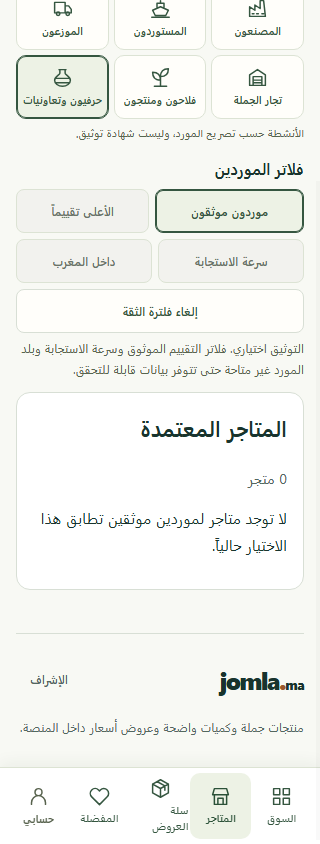 المصنعون
المستوردون
الموزعون
تجار الجملة
فلاحون ومنتجون
حرفيون وتعاونيات
الأنشطة حسب تصريح المورد، وليست شهادة توثيق.
فلاتر الموردين
موردون موثقون
الأعلى تقييماً
سرعة الاستجابة
داخل المغرب
إلغاء فلترة الثقة
التوثيق اختياري. فلاتر التقييم الموثوق وسرعة الاستجابة وبلد
المورد غير متاحة حتى تتوفر بيانات قابلة للتحقق.
المتاجر المعتمدة
0 متجر
لا توجد متاجر لموردين موثقين تطابق هذا
الاختيار حالياً.
jomla.ma
الإشراف
منتجات جملة وكميات واضحة وعروض أسعار داخل المنصة.
السوق
المتاجر
سلة
العروض
المفضلة
حسابي